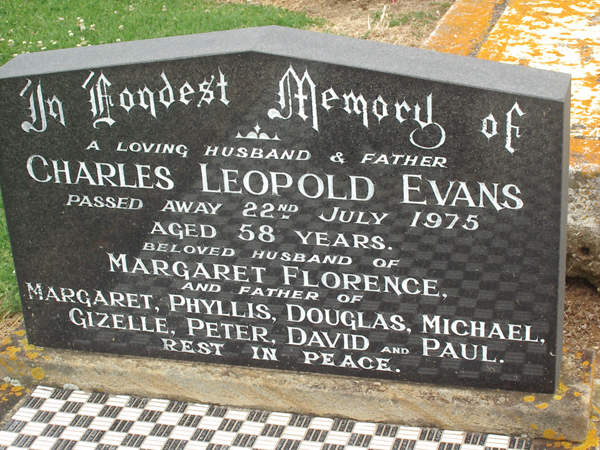 In Fondest Memory of
A LOVING HUSBAND & FATHER
CHARLES LEOPOLD EVANS
PASSED AWAY 22ND JULY 1975
AGED 58 YEARS.
BELOVED HUSBAND OF
MARGARET FLORENCE,
AND FATHER OF
MARGARET, PHYLLIS, DOUGLAS, MICHAEL,
GIZELLE, PETER, DAVID AND PAUL.
REST IN PEACE.